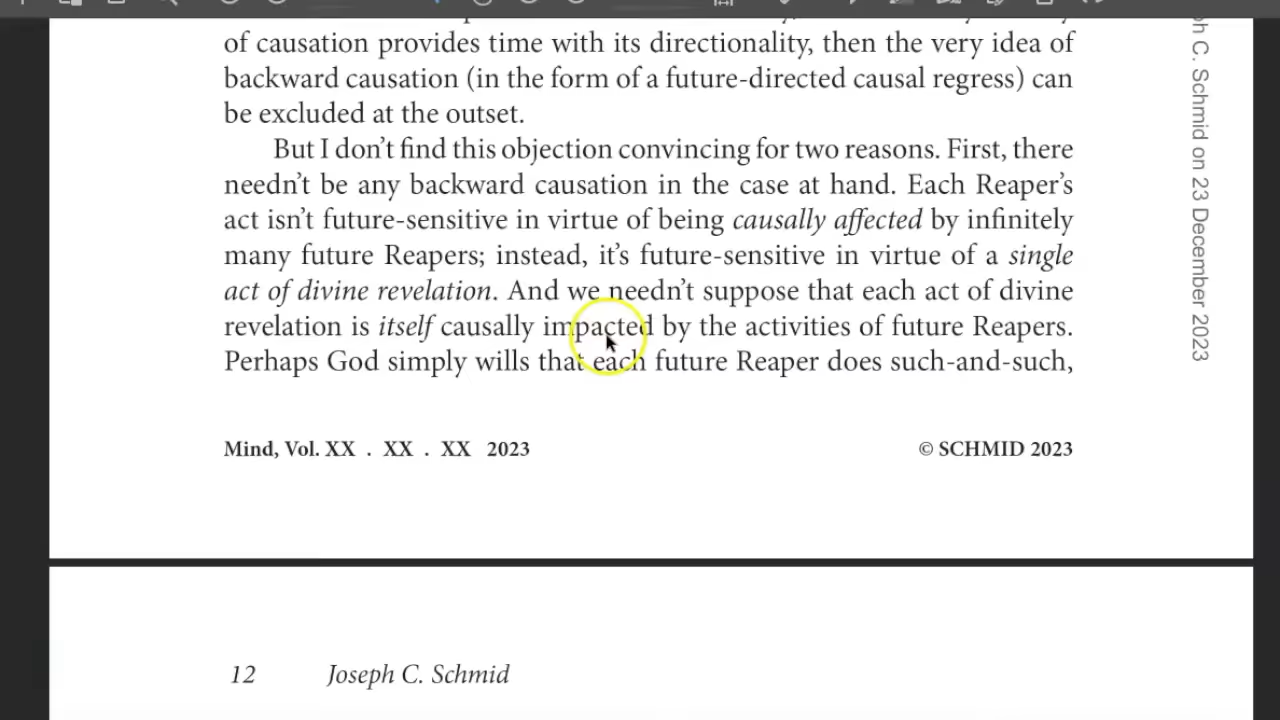 of causation provides time with its directionality, then the very idea of
backward causation (in the form of a future-directed causal regress) can
be excluded at the outset.
But I don’t find this objection convincing for two reasons. First, there
needn’t be any backward causation in the case at hand. Each Reaper’s
act isn’t future-sensitive in virtue of being causally affected by infinitely
many future Reapers; instead, it’s future-sensitive in virtue of a single
act of divine revelation. And we needn’t suppose that each act of divine
revelation is itself causally impacted by the activities of future Reapers.
Perhaps God simply wills that each future Reaper does such-and-such,
Mind, Vol. XX . XX . XX 2023
© SCHMID 2023
12 Joseph C. Schmid
C. Schmid on 23 December 2023